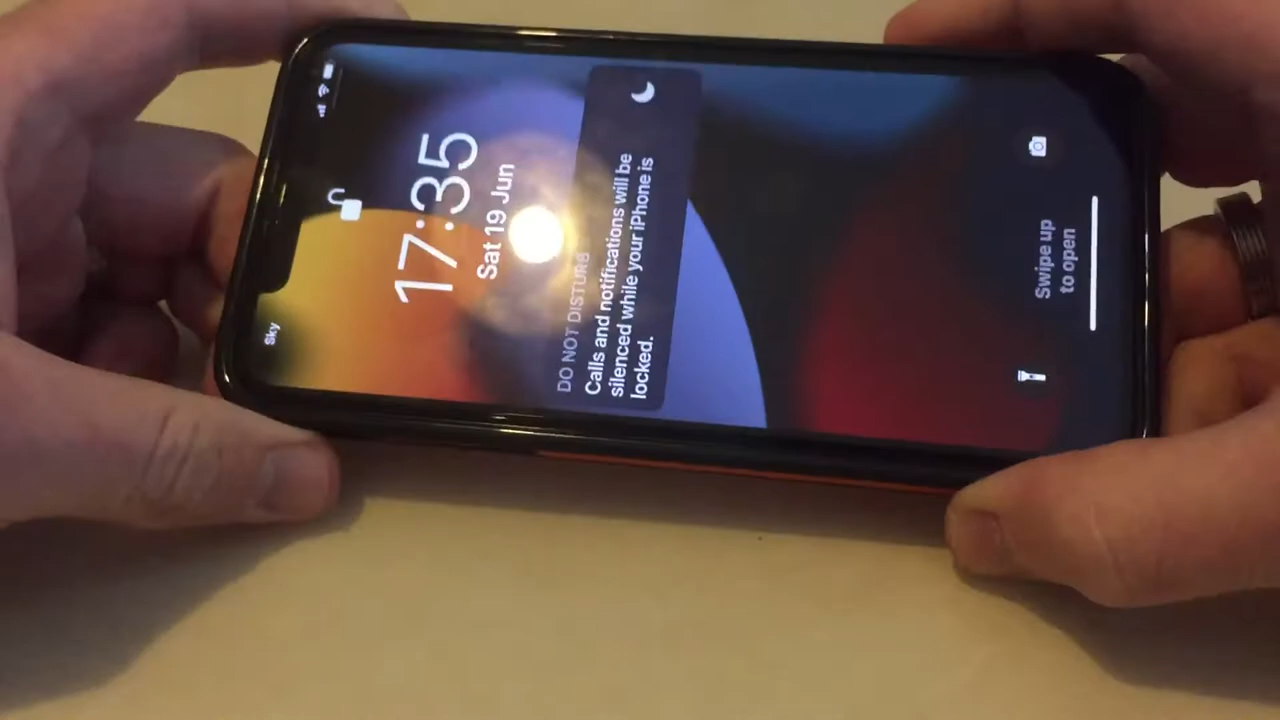 Sky
17:35
Sat 19 Jun
DO NOT DISTURB
Calls and notifications will be
silenced while your iPhone is
locked.
Swipe up
to open